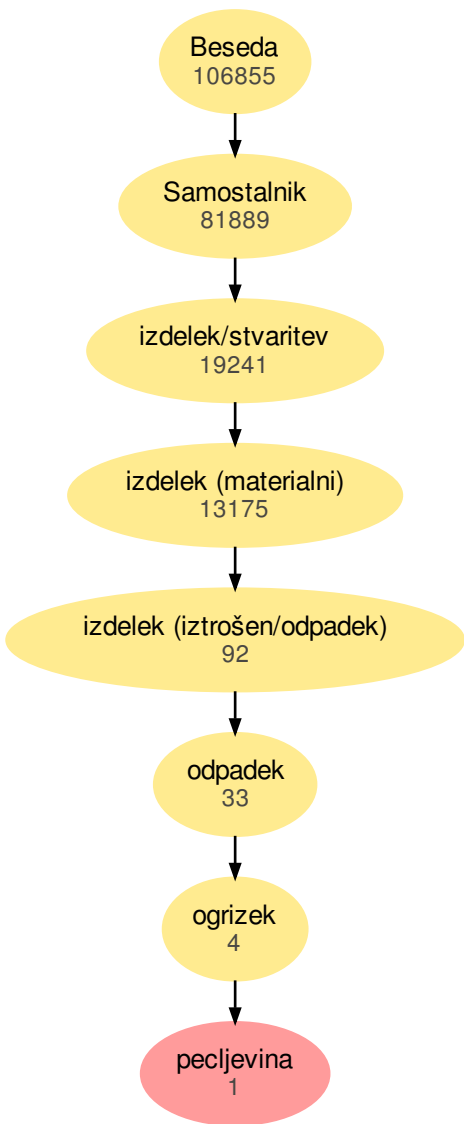 Beseda
106855
Samostalnik
81889
izdelek/stvaritev
19241
izdelek (materialni)
13175
izdelek (iztrošen/odpadek)
92
odpadek
33
ogrizek
4
pecljevina
1